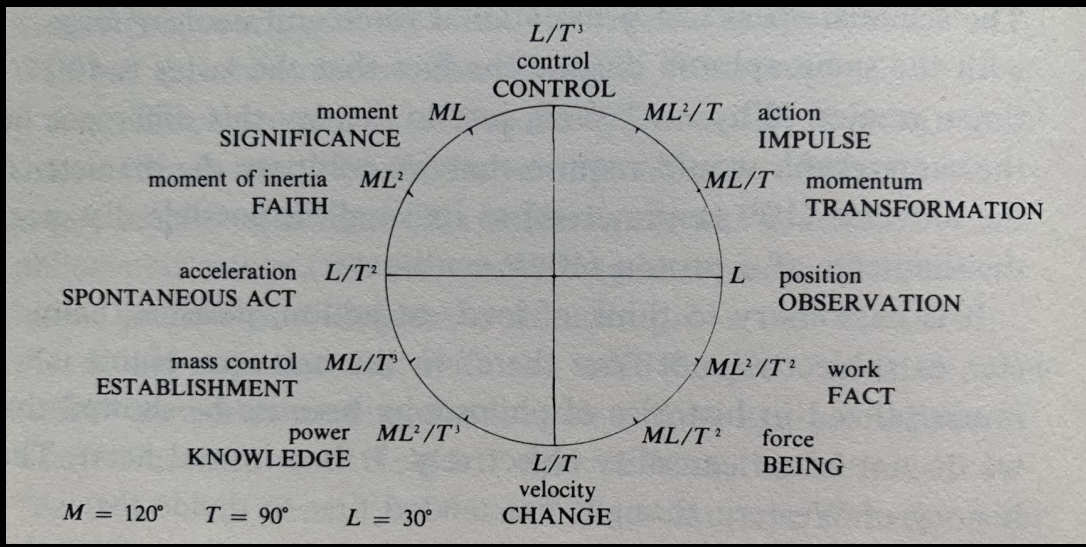 L/T³
control
CONTROL
moment ML
SIGNIFICANCE
ML²/T action
IMPULSE
moment of inertia ML²
FAITH
ML/T momentum
TRANSFORMATION
acceleration L/T²
SPONTANEOUS ACT
L position
OBSERVATION
mass control ML/T³
ESTABLISHMENT
ML²/T² work
FACT
power ML²/T³
KNOWLEDGE
ML/T² force
BEING
L/T
velocity
CHANGE
M = 120° T = 90° L = 30°